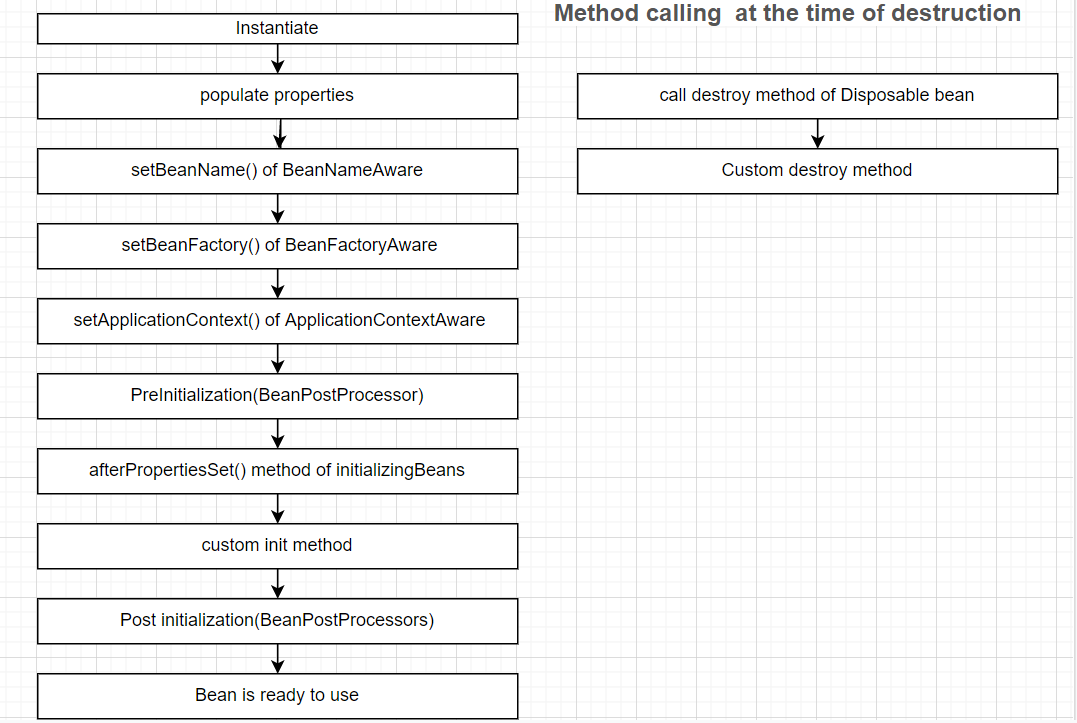 Instantiate
populate properties
setBeanName() of BeanNameAware
setBeanFactory() of BeanFactoryAware
setApplicationContext() of ApplicationContextAware
PreInitialization(BeanPostProcessor)
afterPropertiesSet() method of initializingBeans
custom init method
Post initialization(BeanPostProcessors)
Bean is ready to use
Method calling at the time of destruction
call destroy method of Disposable bean
Custom destroy method